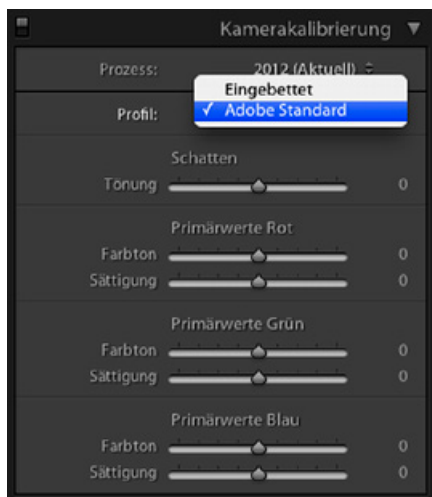 Kamerakalibrierung
Prozess: 2012 (Aktuell)
Eingebettet
Profil: ✓ Adobe Standard
Schatten
Tönung 0
Primärwerte Rot
Farbton 0
Sättigung 0
Primärwerte Grün
Farbton 0
Sättigung 0
Primärwerte Blau
Farbton 0
Sättigung 0